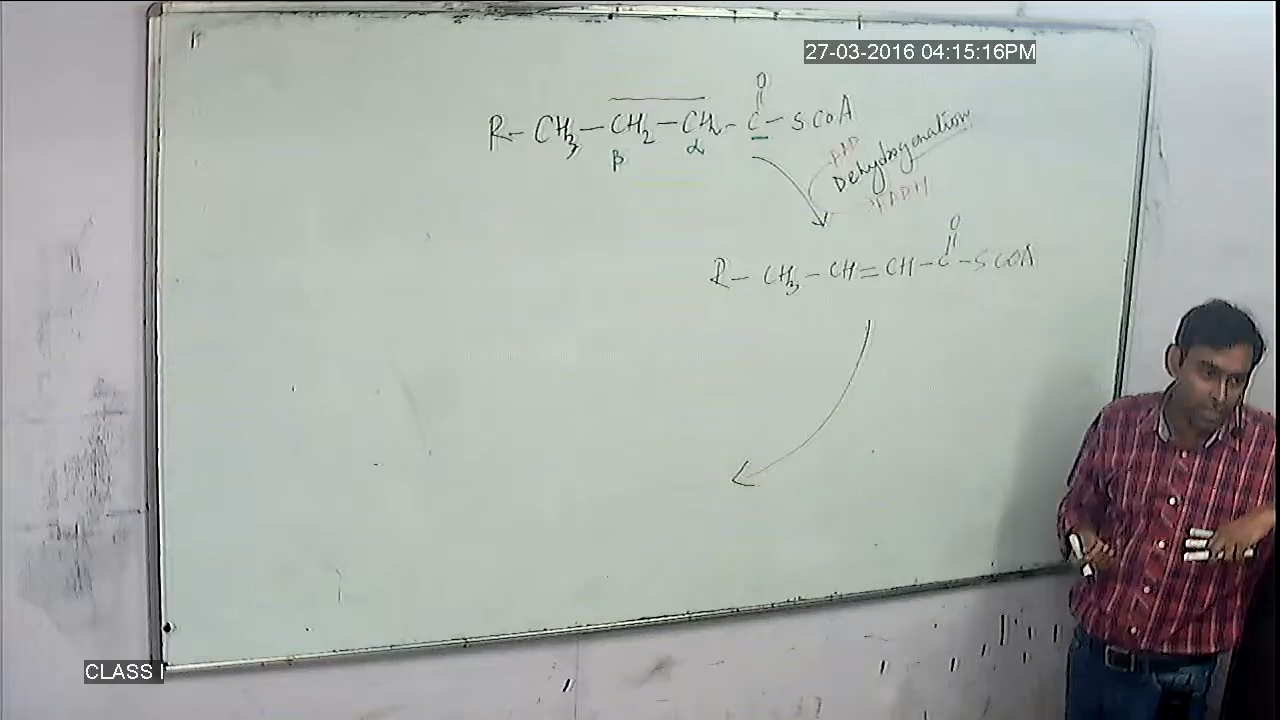 27-03-2016 04:15:16PM
O
R- CH3 - CH2 - CH2 - C - SCOA
β α
FAD
Dehydrogenation
FADH
O
R- CH3 - CH = CH - C - SCOA
CLASS I